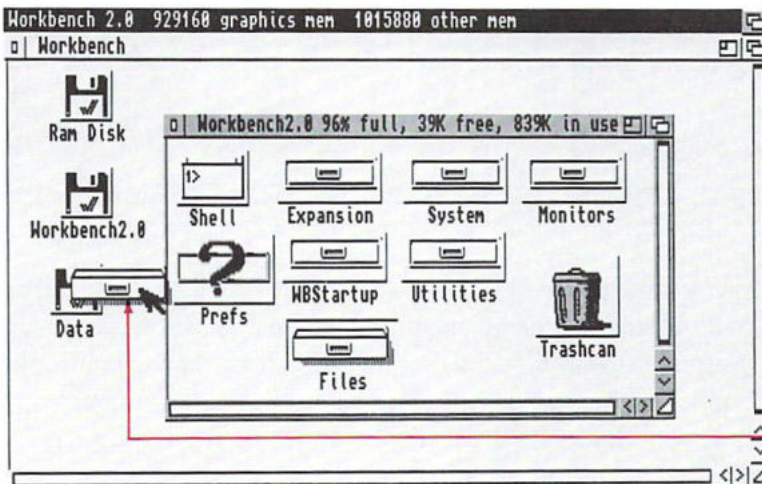 Workbench 2.0 929160 graphics mem 1015880 other mem
Workbench
Ram Disk
Workbench2.0
Data
Workbench2.0 96% full, 39K free, 839K in use
1>
Shell
Expansion
System
Monitors
Prefs
WBStartup
Utilities
Files
Trashcan